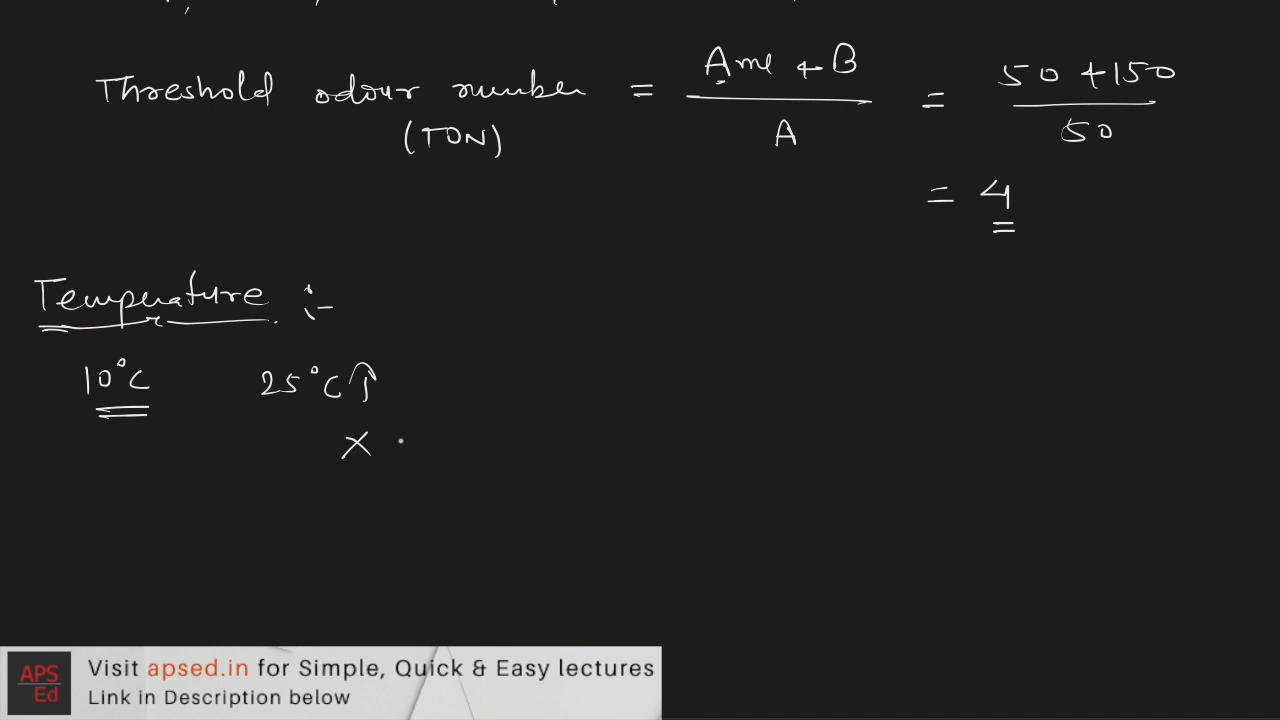 Threshold odour number = A ml + B / A = 50 + 150 / 50
(TON)
= 4
Temperature :-
10°C 25°C ↑
X
APS Ed
Visit apsed.in for Simple, Quick & Easy lectures
Link in Description below